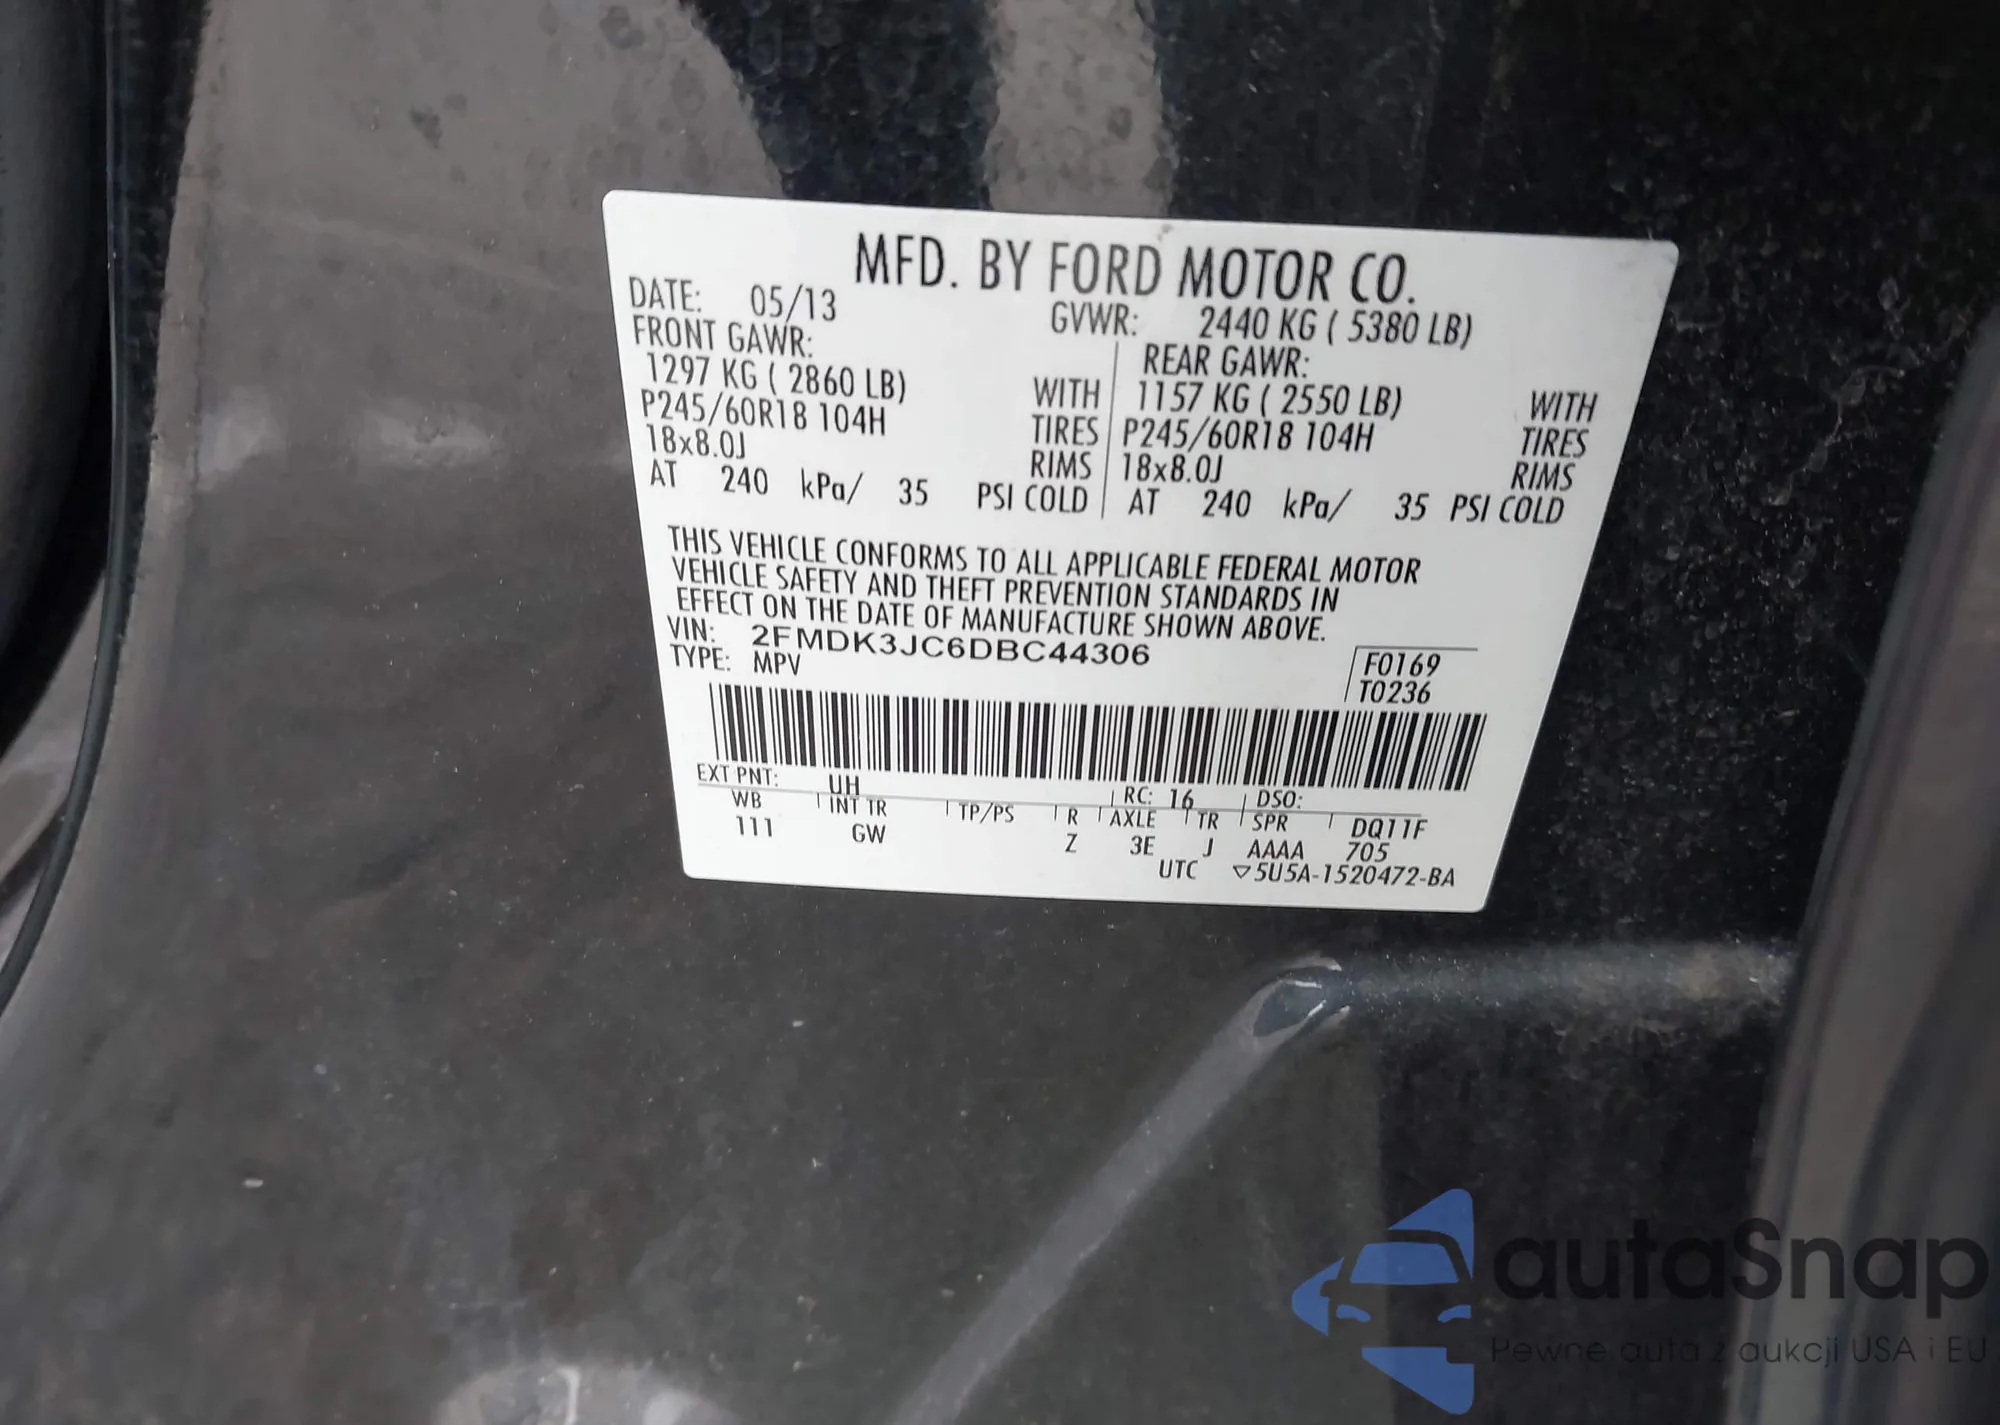 MFD. BY FORD MOTOR CO.
DATE: 05/13 GVWR: 2440 KG ( 5380 LB)
FRONT GAWR: REAR GAWR:
1297 KG ( 2860 LB) WITH 1157 KG ( 2550 LB) WITH
P245/60R18 104H TIRES P245/60R18 104H TIRES
18x8.0J RIMS 18x8.0J RIMS
AT 240 kPa/ 35 PSI COLD AT 240 kPa/ 35 PSI COLD
THIS VEHICLE CONFORMS TO ALL APPLICABLE FEDERAL MOTOR
VEHICLE SAFETY AND THEFT PREVENTION STANDARDS IN
EFFECT ON THE DATE OF MANUFACTURE SHOWN ABOVE.
VIN: 2FMDK3JC6DBC44306
TYPE: MPV
F0169
T0236
EXT PNT: UH RC: 16 DSO:
WB INT TR TP/PS R AXLE TR SPR DQ11F
111 GW Z 3E J AAAA 705
UTC ▽5U5A-1520472-BA
autaSnap
Pewne auta z aukcji USA i EU